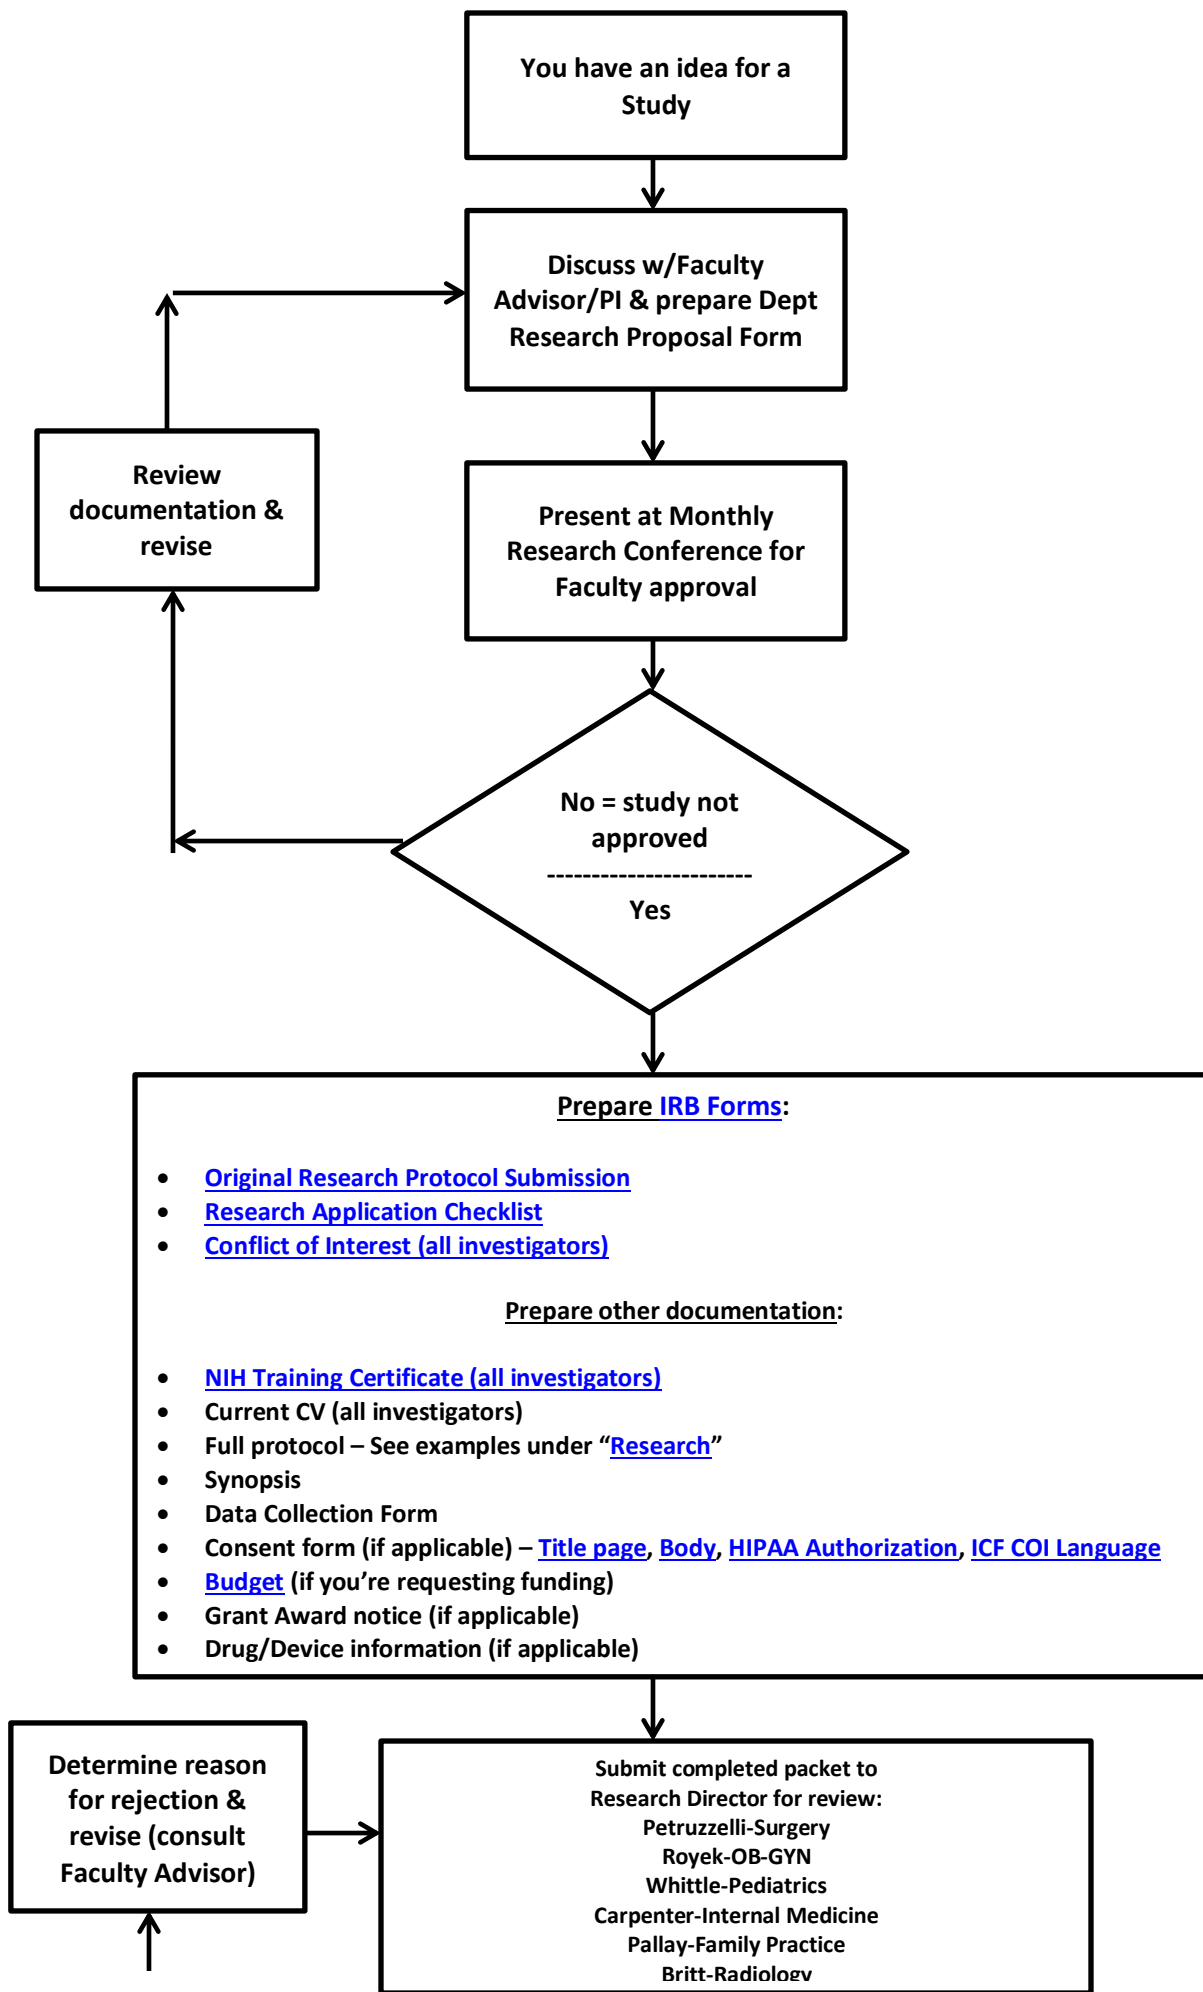 You have an idea for a
Study
Discuss w/Faculty
Advisor/PI & prepare Dept
Research Proposal Form
Review
documentation &
revise
Present at Monthly
Research Conference for
Faculty approval
No = study not
approved
-----------------------
Yes
Prepare IRB Forms:
• Original Research Protocol Submission
• Research Application Checklist
• Conflict of Interest (all investigators)
Prepare other documentation:
• NIH Training Certificate (all investigators)
• Current CV (all investigators)
• Full protocol – See examples under “Research”
• Synopsis
• Data Collection Form
• Consent form (if applicable) – Title page, Body, HIPAA Authorization, ICF COI Language
• Budget (if you’re requesting funding)
• Grant Award notice (if applicable)
• Drug/Device information (if applicable)
Determine reason
for rejection &
revise (consult
Faculty Advisor)
Submit completed packet to
Research Director for review:
Petruzzelli-Surgery
Royek-OB-GYN
Whittle-Pediatrics
Carpenter-Internal Medicine
Pallay-Family Practice
Britt-Radiology